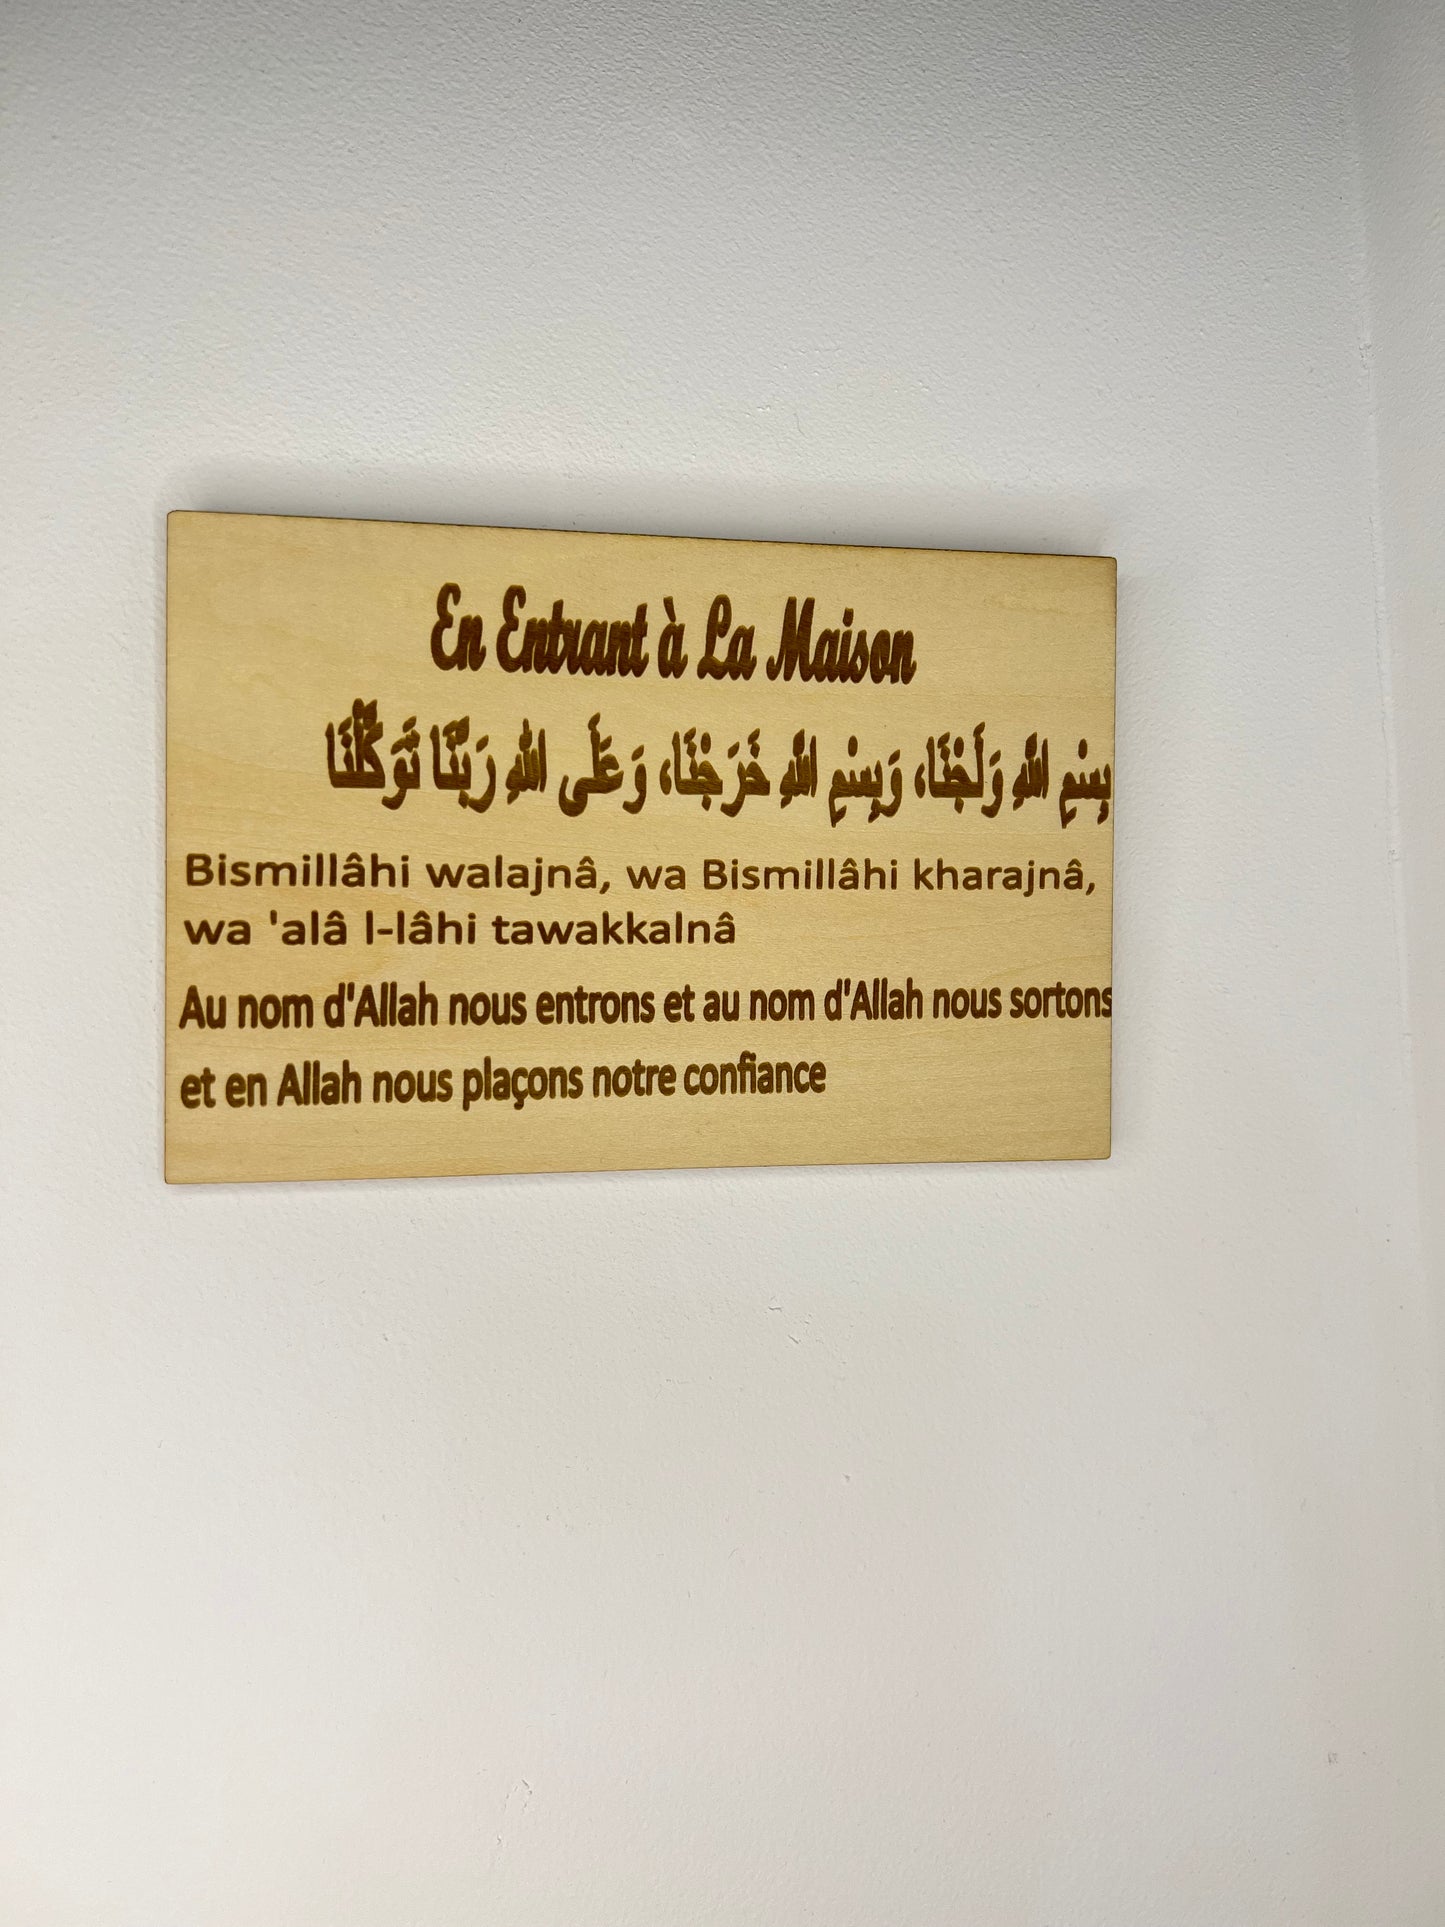 En Entrant à La Maison
بِسْمِ اللهِ وَلَجْنَا، وَبِسْمِ اللهِ خَرَجْنَا، وَعَلَى اللهِ رَبِّنَا تَوَكَّلْنَا
Bismillâhi walajnâ, wa Bismillâhi kharajnâ,
wa 'alâ l-lâhi tawakkalnâ
Au nom d'Allah nous entrons et au nom d'Allah nous sortons
et en Allah nous plaçons notre confiance